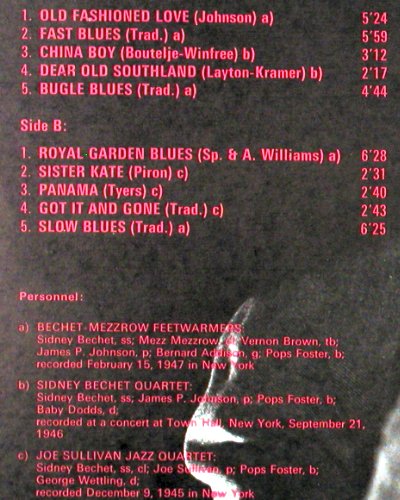 1. OLD FASHIONED LOVE (Johnson) a) 5'24
2. FAST BLUES (Trad.) a) 5'59
3. CHINA BOY (Boutelje-Winfree) b) 3'12
4. DEAR OLD SOUTHLAND (Layton-Kramer) b) 2'17
5. BUGLE BLUES (Trad.) a) 4'44
Side B:
1. ROYAL GARDEN BLUES (Sp. & A. Williams) a) 6'28
2. SISTER KATE (Piron) c) 2'31
3. PANAMA (Tyers) c) 2'40
4. GOT IT AND GONE (Trad.) c) 2'43
5. SLOW BLUES (Trad.) a) 6'25
Personnel:
a) BECHET-MEZZROW FEETWARMERS:
Sidney Bechet, ss; Mezz Mezzrow, cl; Vernon Brown, tb;
James P. Johnson, p; Bernard Addison, g; Pops Foster, b;
recorded February 15, 1947 in New York
b) SIDNEY BECHET QUARTET:
Sidney Bechet, ss; James P. Johnson, p; Pops Foster, b;
Baby Dodds, d;
recorded at a concert at Town Hall, New York, September 21,
1946
c) JOE SULLIVAN JAZZ QUARTET:
Sidney Bechet, ss, cl; Joe Sullivan, p; Pops Foster, b;
George Wettling, d;
recorded December 9, 1945 in New York